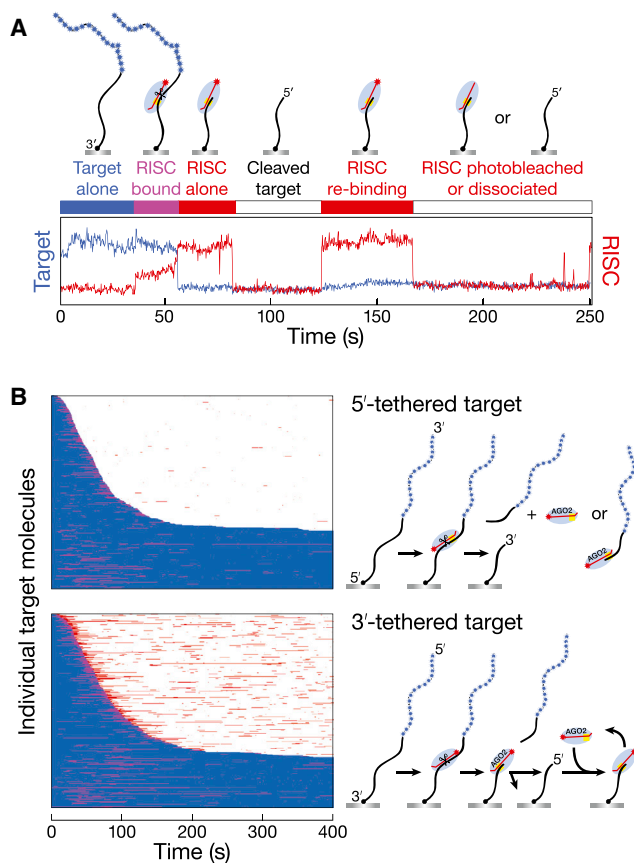 A
3′
5′
5′
or
Target alone
RISC bound
RISC alone
Cleaved target
RISC re-binding
RISC photobleached or dissociated
Target
RISC
0 50 100 150 200 250
Time (s)
B
Individual target molecules
5′-tethered target
3′
5′
3′
+ AGO2 or
AGO2
3′-tethered target
5′
3′
AGO2
5′
AGO2
0 100 200 300 400
Time (s)